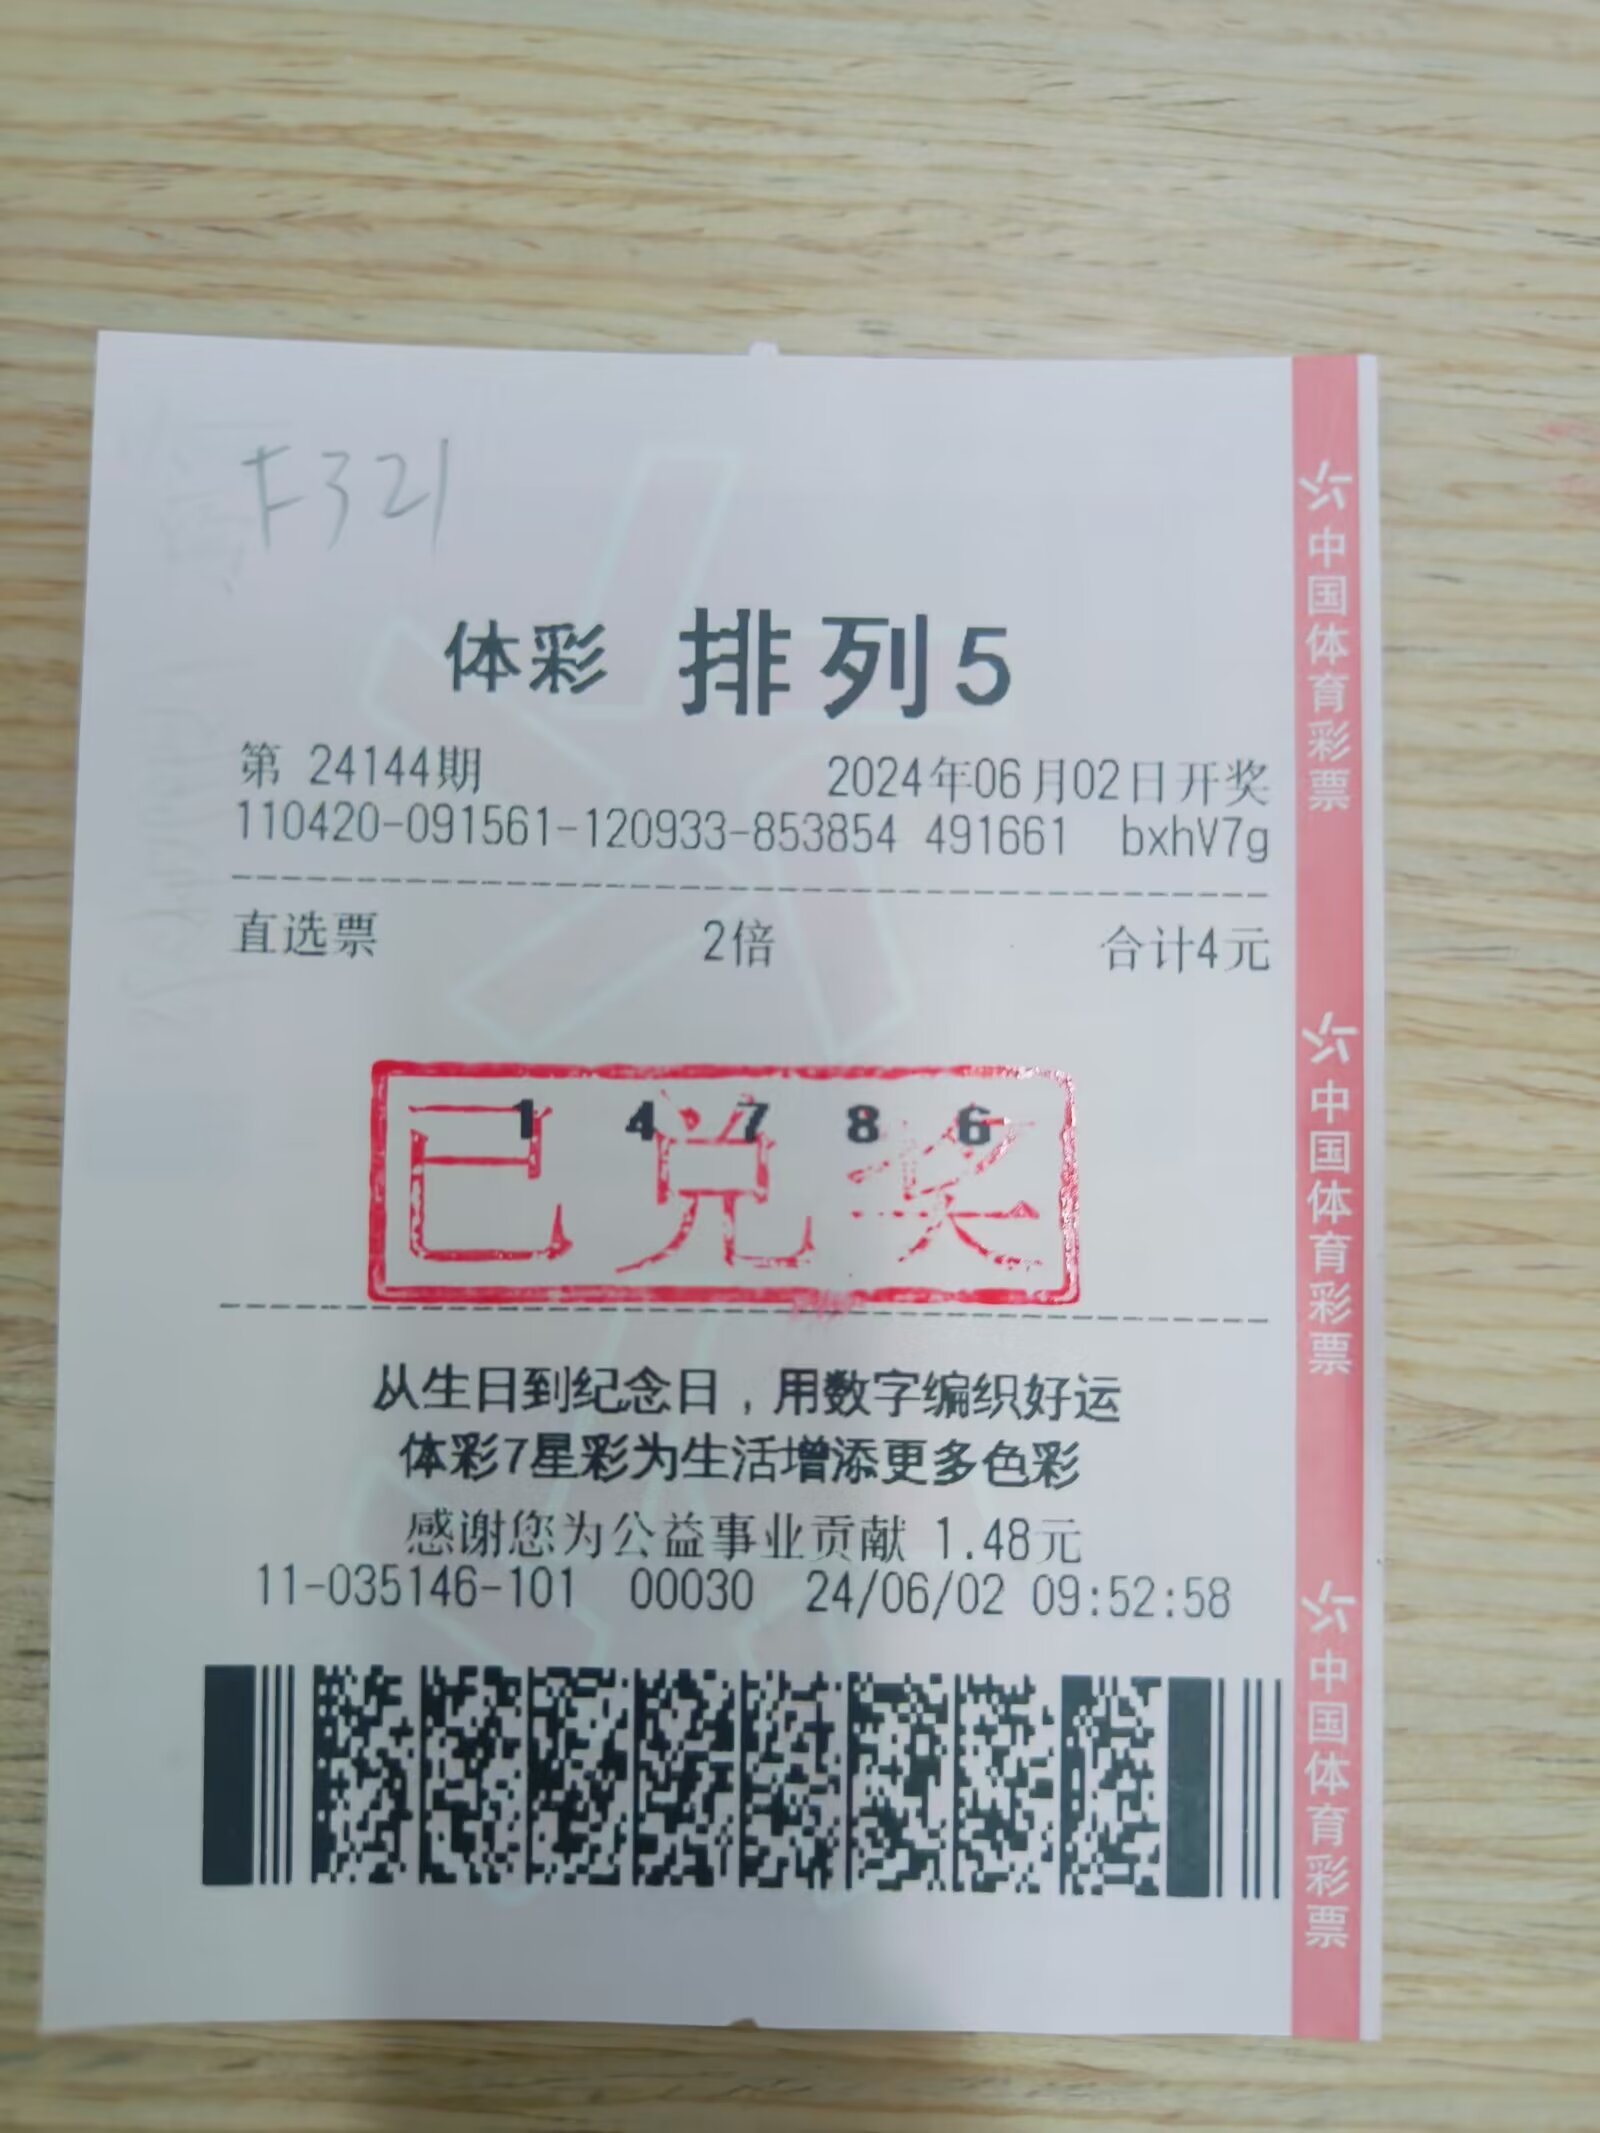 F321
体彩 排列5
第 24144期 2024年06月02日开奖
110420-091561-120933-853854 491661 bxhV7g
直选票 2倍 合计4元
1 4 7 8 6
已兑奖
从生日到纪念日，用数字编织好运
体彩7星彩为生活增添更多色彩
感谢您为公益事业贡献 1.48元
11-035146-101 00030 24/06/02 09:52:58
中国体育彩票
中国体育彩票
中国体育彩票